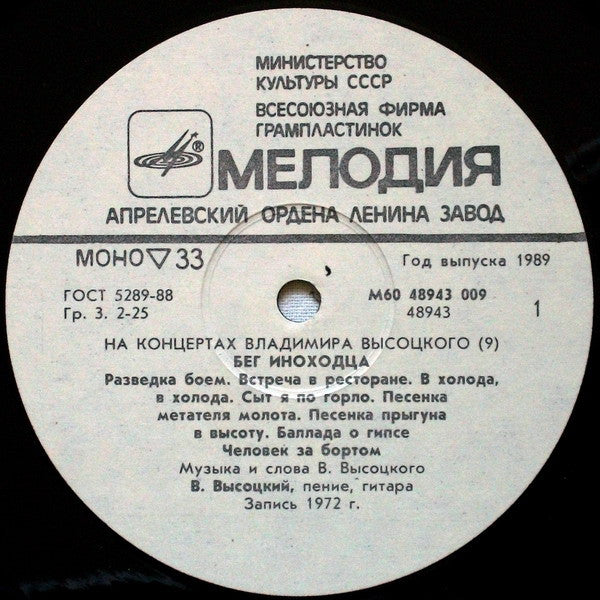 МИНИСТЕРСТВО
КУЛЬТУРЫ СССР
ВСЕСОЮЗНАЯ ФИРМА
ГРАМПЛАСТИНОК
® МЕЛОДИЯ
АПРЕЛЕВСКИЙ ОРДЕНА ЛЕНИНА ЗАВОД
МОНО ▽ 33 Год выпуска 1989
ГОСТ 5289-88 М60 48943 009
Гр. 3. 2-25 48943 1
НА КОНЦЕРТАХ ВЛАДИМИРА ВЫСОЦКОГО (9)
БЕГ ИНОХОДЦА
Разведка боем. Встреча в ресторане. В холода,
в холода. Сыт я по горло. Песенка
метателя молота. Песенка прыгуна
в высоту. Баллада о гипсе
Человек за бортом
Музыка и слова В. Высоцкого
В. Высоцкий, пение, гитара
Запись 1972 г.